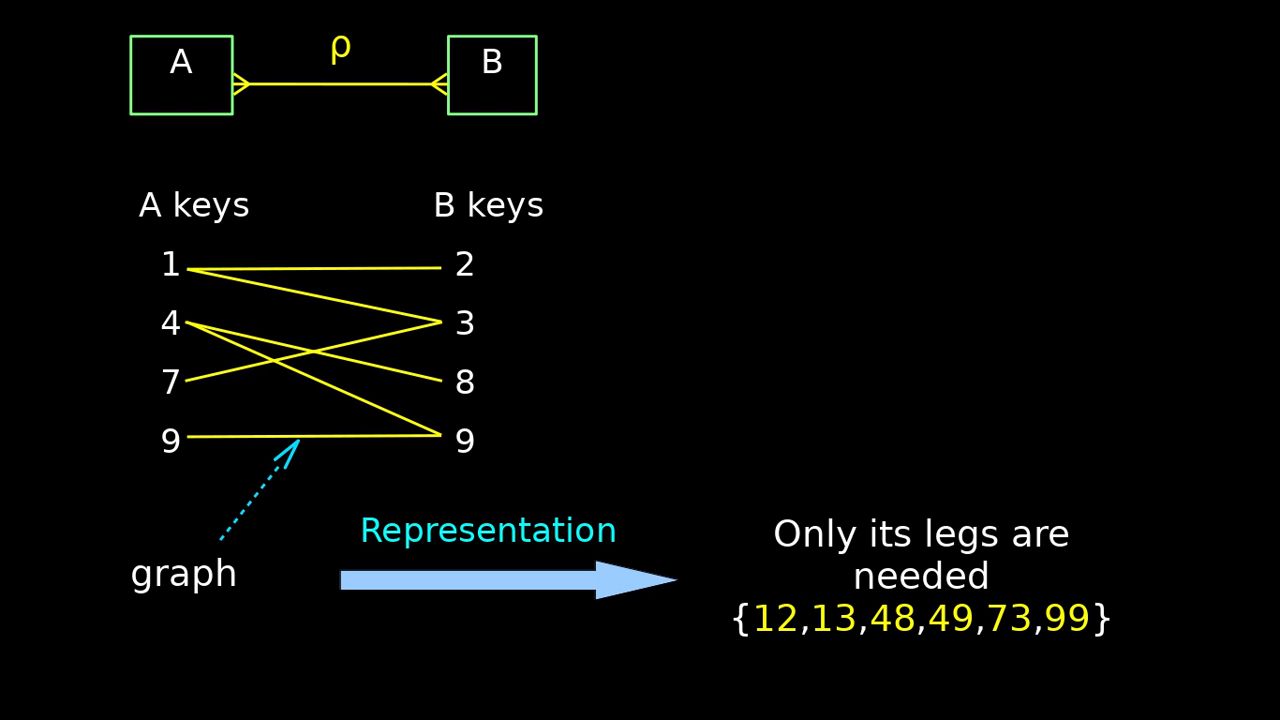 ρ
A B
A keys B keys
1 2
4 3
7 8
9 9
Representation
graph
Only its legs are
needed
{12,13,48,49,73,99}